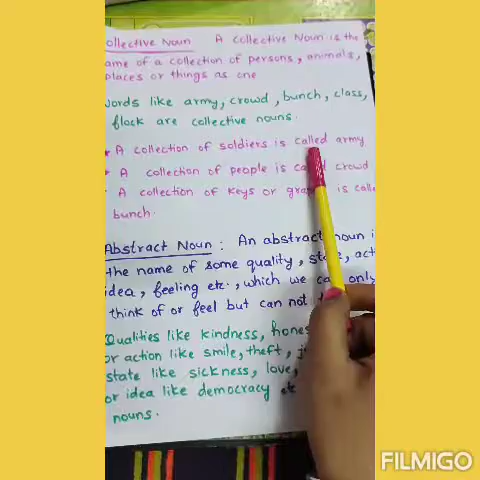 ollective Noun A Collective Noun is the
ame of a collection of persons, animals,
places or things as one
words like army, crowd, bunch, class,
flock are collective nouns.
A collection of soldiers is called army
A collection of people is ca d crowd
A collection of keys or gra is calle
bunch.
Abstract Noun : An abstract noun i
the name of some quality, sta , act
idea, feeling etc., which we ca only
think of or feel but can not t
Qualities like kindness, hones
or action like smile, theft, j
state like sickness, love,
or idea like democracy etc
nouns.
FILMIGO